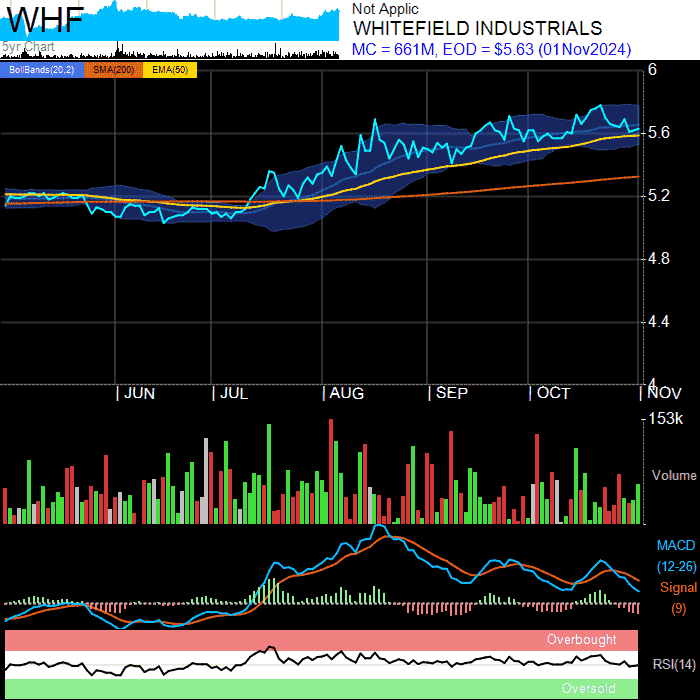 WHF
Not Applic
WHITEFIELD INDUSTRIALS
5yr Chart
MC = 661M, EOD = $5.63 (01Nov2024)
BollBands(20,2) SMA(200) EMA(50)
6
5.6
5.2
4.8
4.4
4
JUN JUL AUG SEP OCT NOV
153k
Volume
MACD
(12-26)
Signal
(9)
Overbought
RSI(14)
Oversold